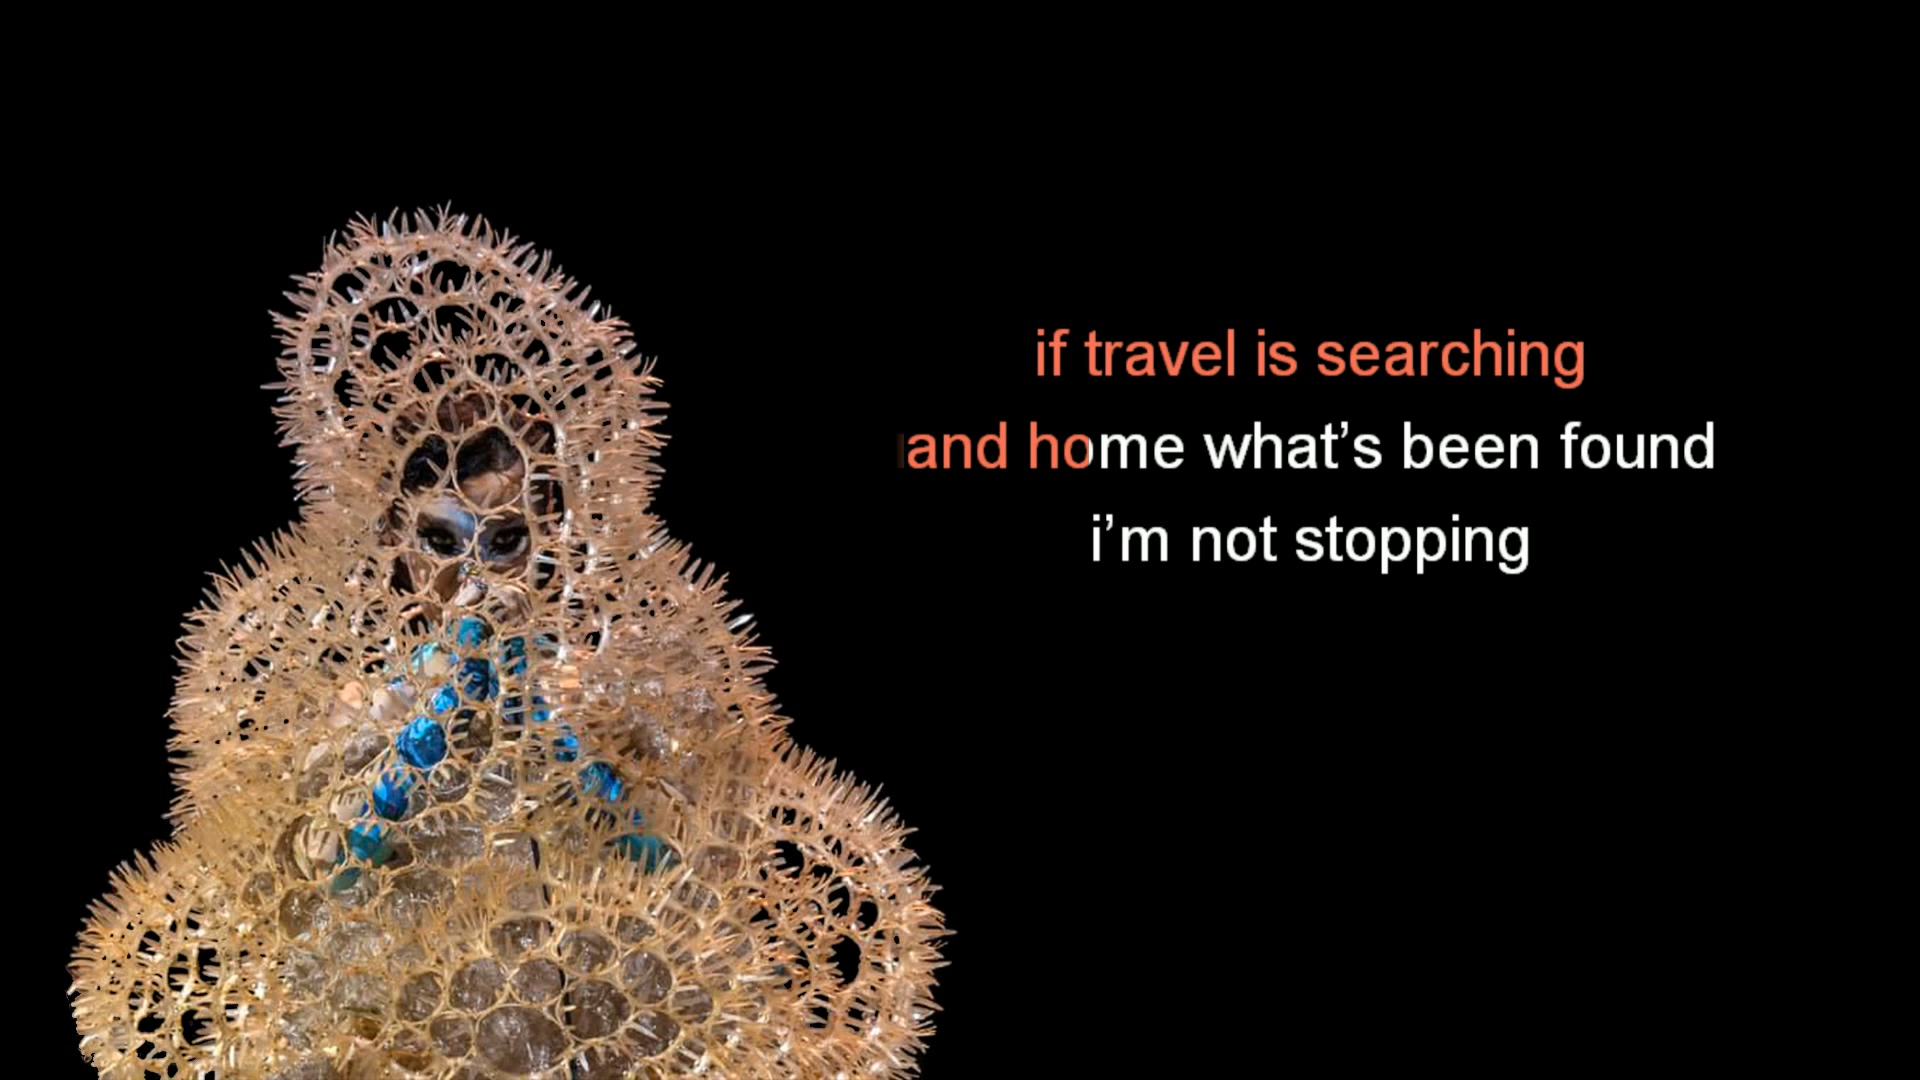 if travel is searching
and home what’s been found
i’m not stopping